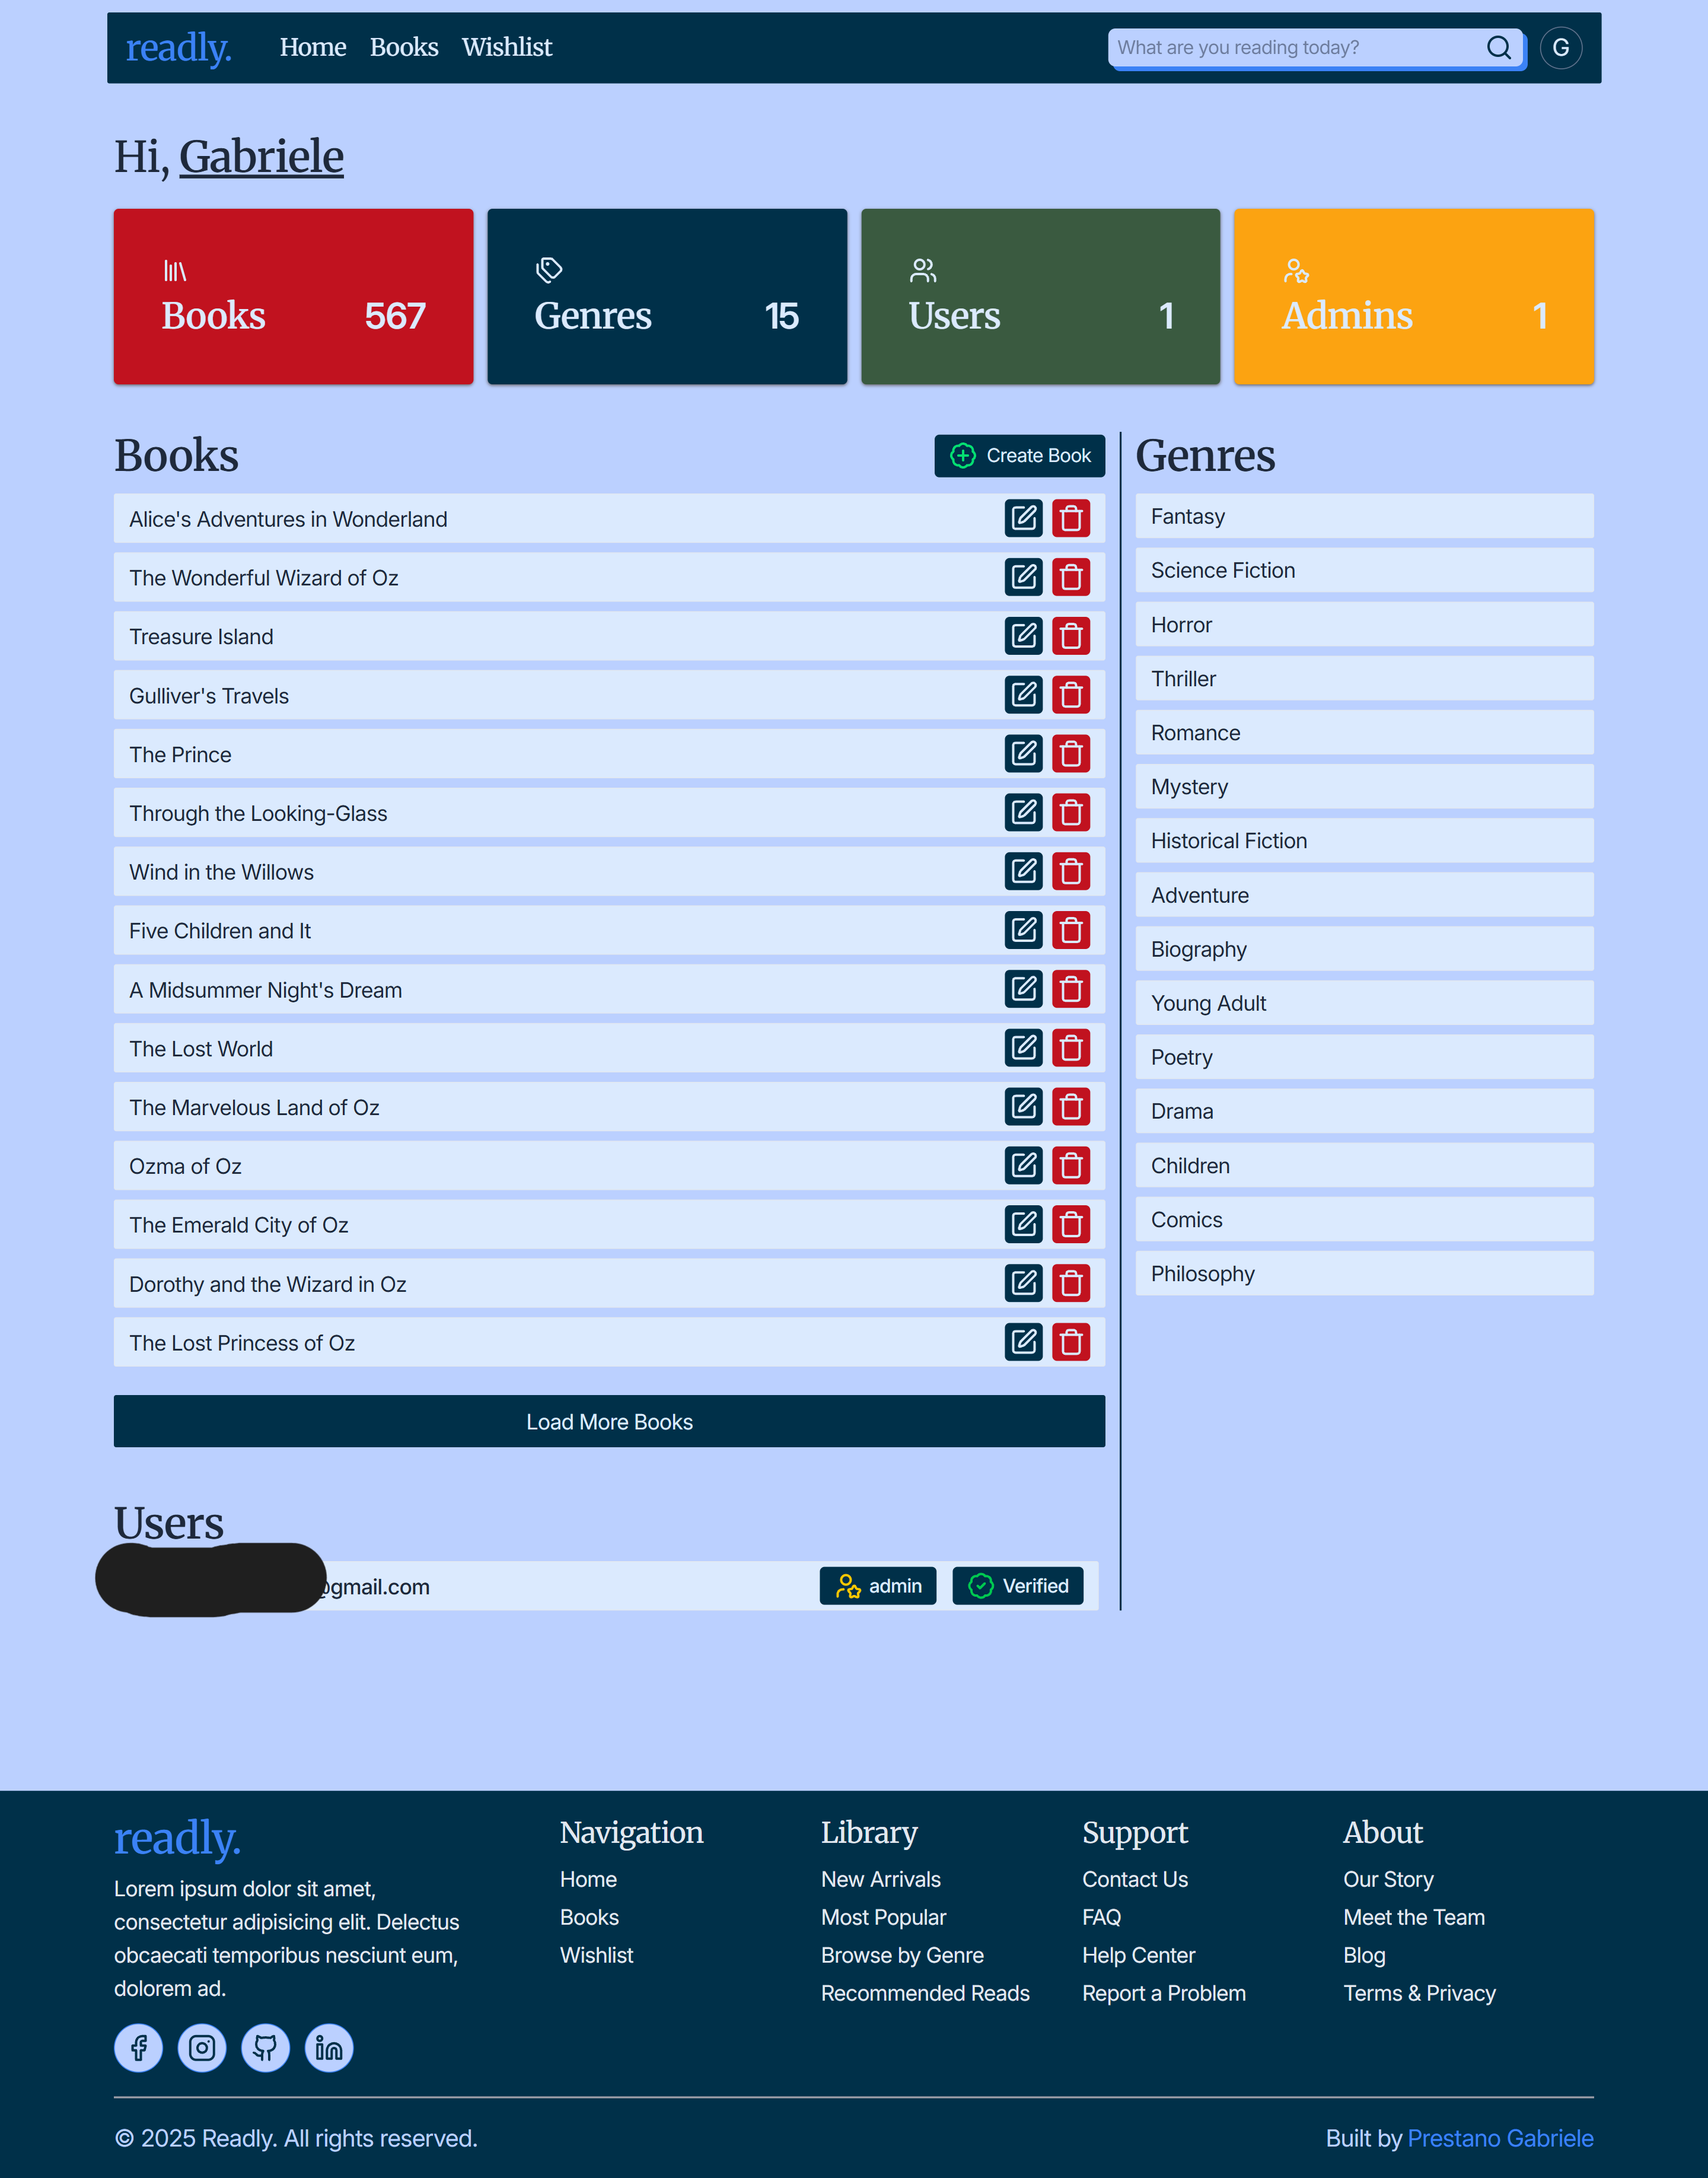 readly.
Home Books Wishlist
What are you reading today?
G
Hi, Gabriele
Books 567
Genres 15
Users 1
Admins 1
Books
Create Book
Alice's Adventures in Wonderland
The Wonderful Wizard of Oz
Treasure Island
Gulliver's Travels
The Prince
Through the Looking-Glass
Wind in the Willows
Five Children and It
A Midsummer Night's Dream
The Lost World
The Marvelous Land of Oz
Ozma of Oz
The Emerald City of Oz
Dorothy and the Wizard in Oz
The Lost Princess of Oz
Load More Books
Genres
Fantasy
Science Fiction
Horror
Thriller
Romance
Mystery
Historical Fiction
Adventure
Biography
Young Adult
Poetry
Drama
Children
Comics
Philosophy
Users
@gmail.com
admin
Verified
readly.
Lorem ipsum dolor sit amet,
consectetur adipisicing elit. Delectus
obcaecati temporibus nesciunt eum,
dolorem ad.
Navigation
Home
Books
Wishlist
Library
New Arrivals
Most Popular
Browse by Genre
Recommended Reads
Support
Contact Us
FAQ
Help Center
Report a Problem
About
Our Story
Meet the Team
Blog
Terms & Privacy
© 2025 Readly. All rights reserved.
Built by Prestano Gabriele